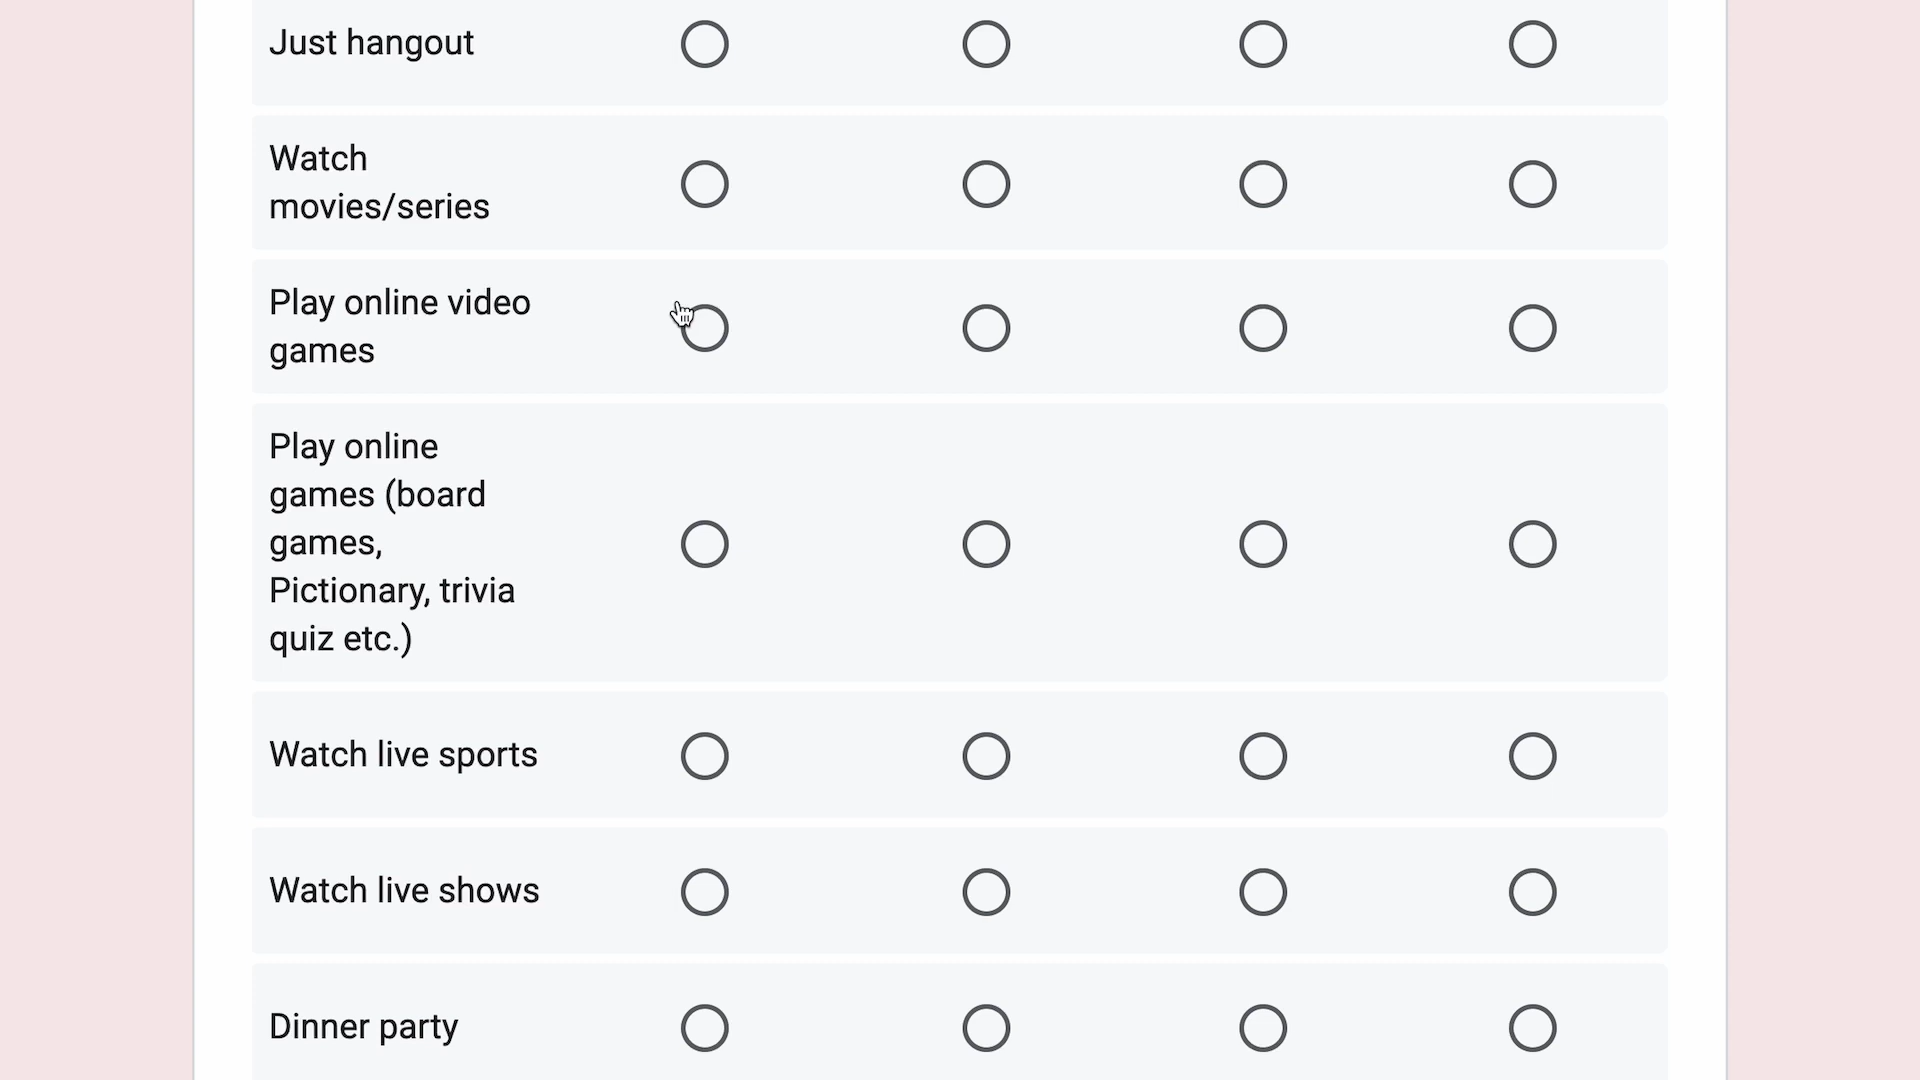 Just hangout
Watch
movies/series
Play online video
games
Play online
games (board
games,
Pictionary, trivia
quiz etc.)
Watch live sports
Watch live shows
Dinner party